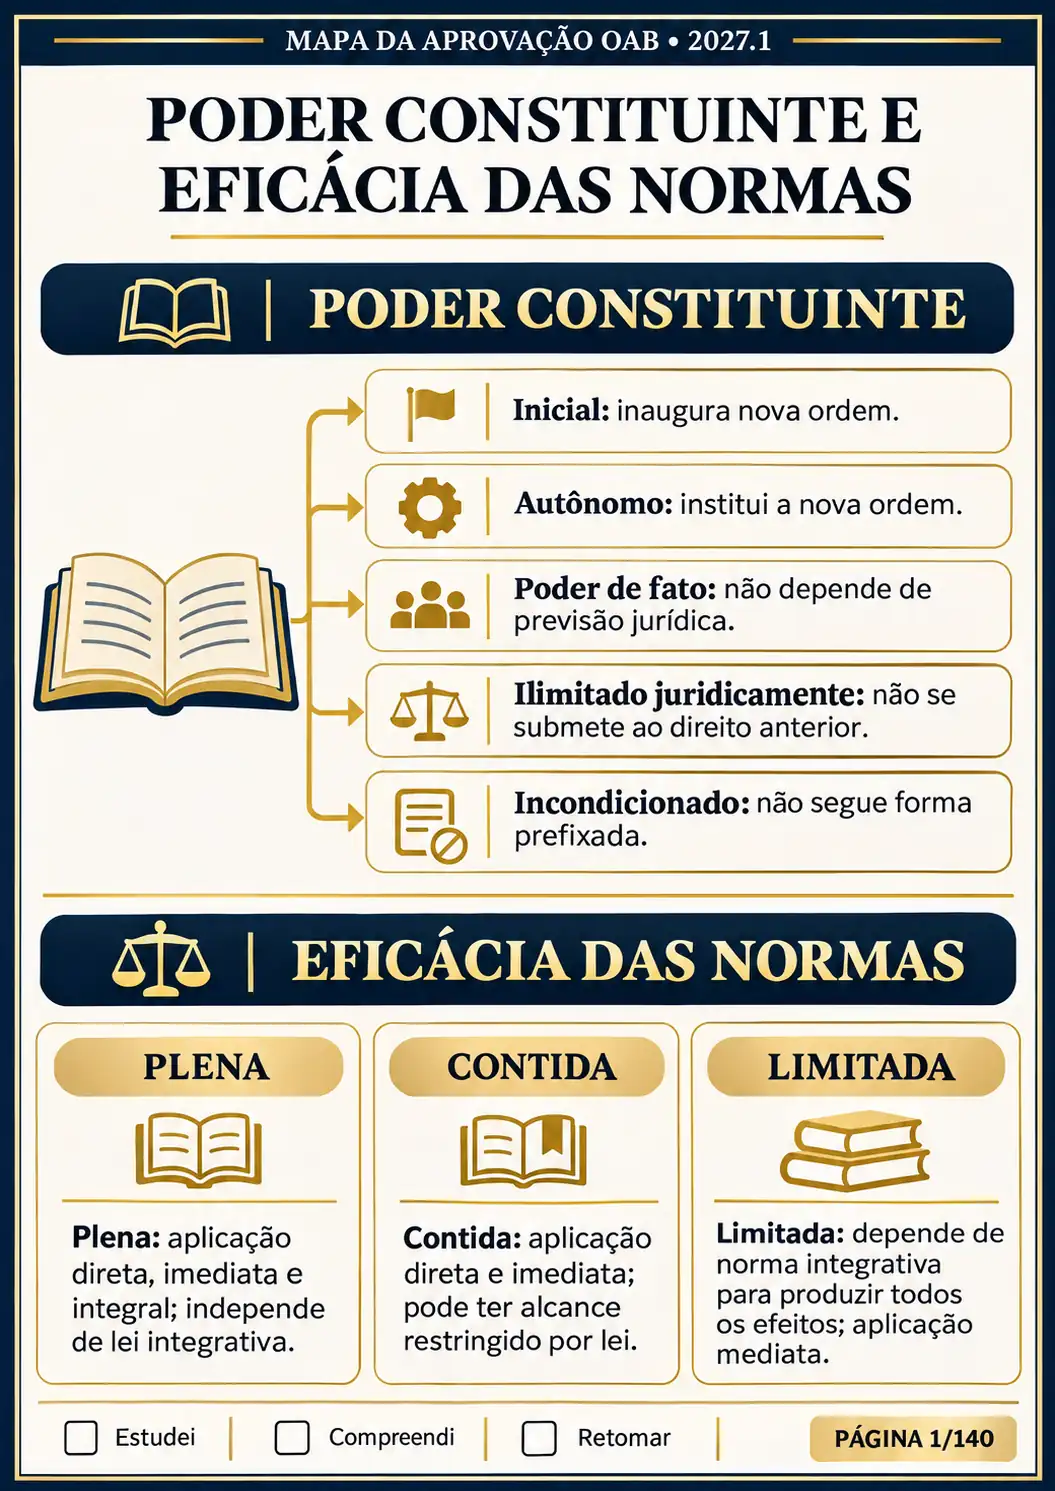 MAPA DA APROVAÇÃO OAB • 2027.1
PODER CONSTITUINTE E
EFICÁCIA DAS NORMAS
PODER CONSTITUINTE
Inicial: inaugura nova ordem.
Autônomo: institui a nova ordem.
Poder de fato: não depende de
previsão jurídica.
Ilimitado juridicamente: não se
submete ao direito anterior.
Incondicionado: não segue forma
prefixada.
EFICÁCIA DAS NORMAS
PLENA
Plena: aplicação
direta, imediata e
integral; independe
de lei integrativa.
CONTIDA
Contida: aplicação
direta e imediata;
pode ter alcance
restringido por lei.
LIMITADA
Limitada: depende de
norma integrativa
para produzir todos
os efeitos; aplicação
mediata.
Estudei
Compreendi
Retomar
PÁGINA 1/140